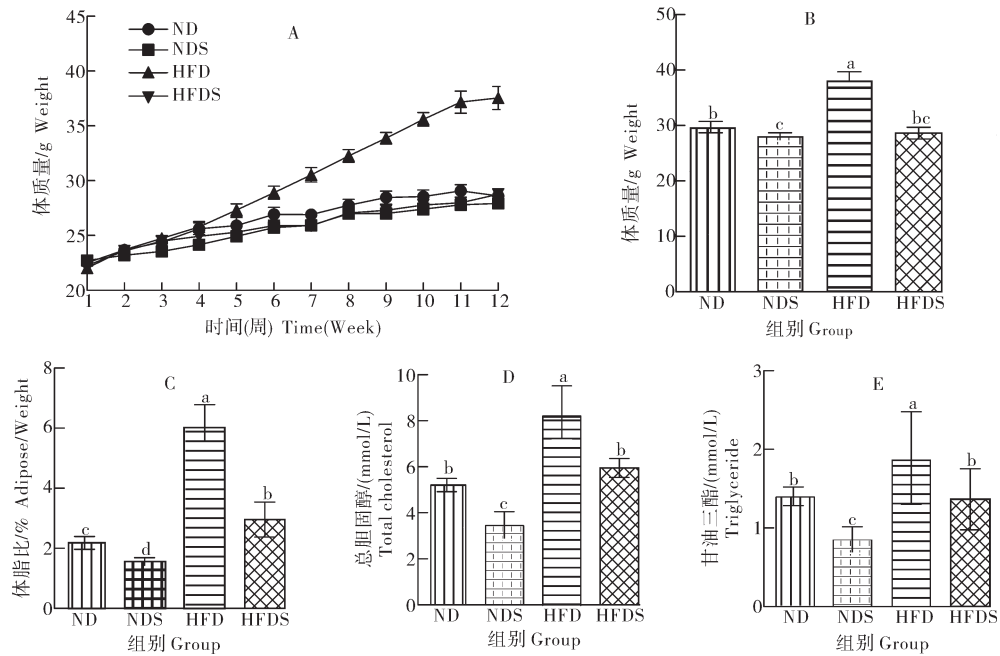 A
ND
NDS
HFD
HFDS
体质量/g Weight
45
40
35
30
25
20
1 2 3 4 5 6 7 8 9 10 11 12
时间(周) Time(Week)
B
体质量/g Weight
50
40
30
20
10
0
b
c
a
bc
ND NDS HFD HFDS
组别 Group
C
体脂比/% Adipose/Weight
8
6
4
2
0
c
d
a
b
ND NDS HFD HFDS
组别 Group
D
总胆固醇/(mmol/L)
Total cholesterol
10
8
6
4
2
0
b
c
a
b
ND NDS HFD HFDS
组别 Group
E
甘油三酯/(mmol/L)
Triglyceride
3
2
1
0
b
c
a
b
ND NDS HFD HFDS
组别 Group